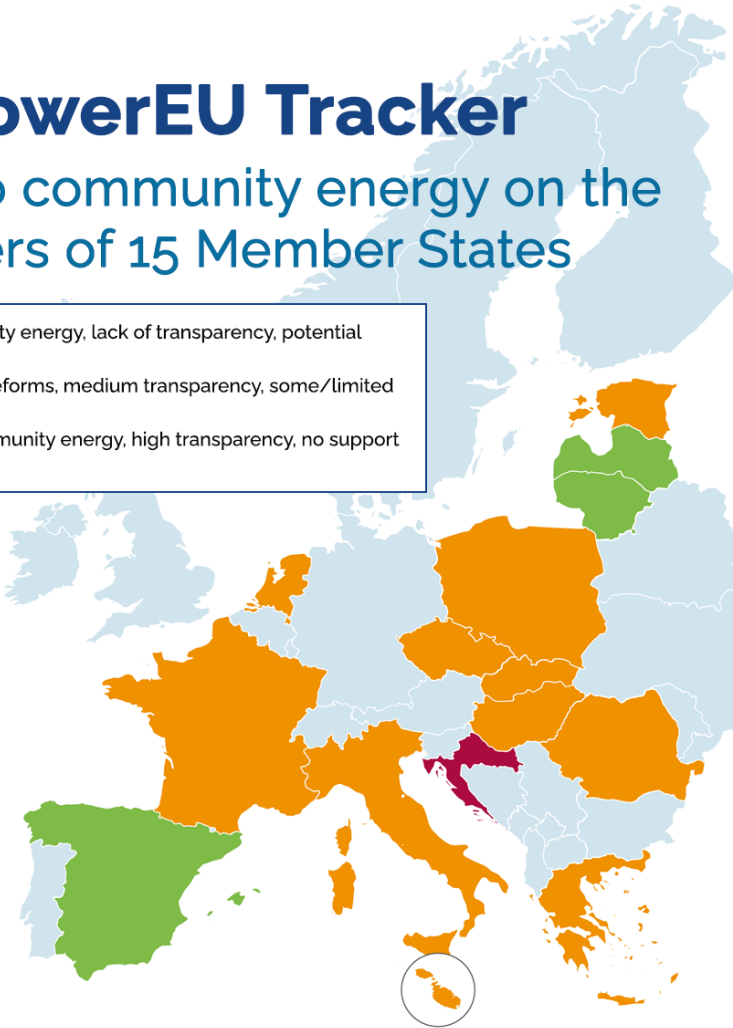 owerEU Tracker
o community energy on the
ers of 15 Member States
ty energy, lack of transparency, potential
eforms, medium transparency, some/limited
munity energy, high transparency, no support